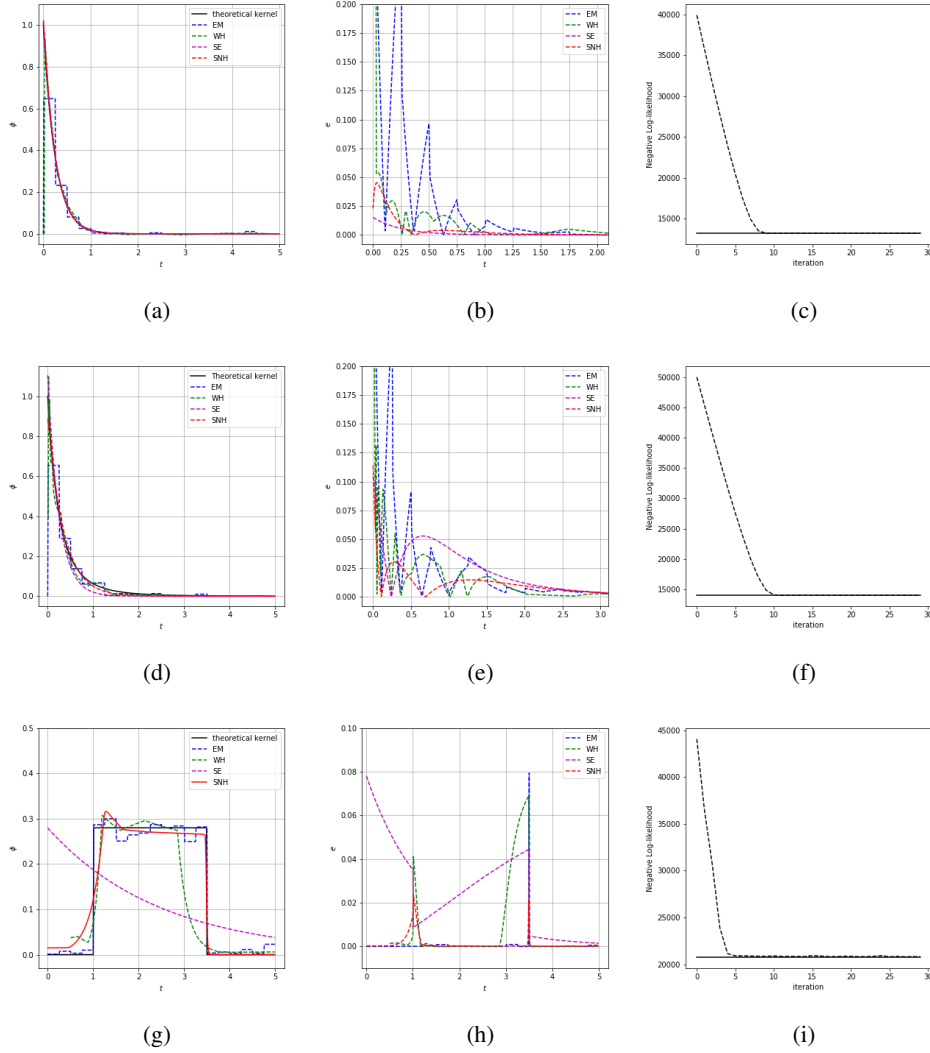 theoretical kernel
EM
WH
SE
SNH
1.0
0.8
0.6
0.4
0.2
0.0
ϕ
0 1 2 3 4 5
t
(a)
EM
WH
SE
SNH
0.200
0.175
0.150
0.125
0.100
0.075
0.050
0.025
0.000
e
0.00 0.25 0.50 0.75 1.00 1.25 1.50 1.75 2.00
t
(b)
40000
35000
30000
25000
20000
15000
Negative Log-likelihood
0 5 10 15 20 25 30
iteration
(c)
Theoretical kernel
EM
WH
SE
SNH
1.0
0.8
0.6
0.4
0.2
0.0
ϕ
0 1 2 3 4 5
t
(d)
EM
WH
SE
SNH
0.200
0.175
0.150
0.125
0.100
0.075
0.050
0.025
0.000
e
0.0 0.5 1.0 1.5 2.0 2.5 3.0
t
(e)
50000
45000
40000
35000
30000
25000
20000
15000
Negative Log-likelihood
0 5 10 15 20 25 30
iteration
(f)
theoretical kernel
EM
WH
SE
SNH
0.5
0.4
0.3
0.2
0.1
0.0
ϕ
0 1 2 3 4 5
t
(g)
EM
WH
SE
SNH
0.10
0.08
0.06
0.04
0.02
0.00
e
0 1 2 3 4 5
t
(h)
45000
40000
35000
30000
25000
20000
Negative Log-likelihood
0 5 10 15 20 25 30
iteration
(i)